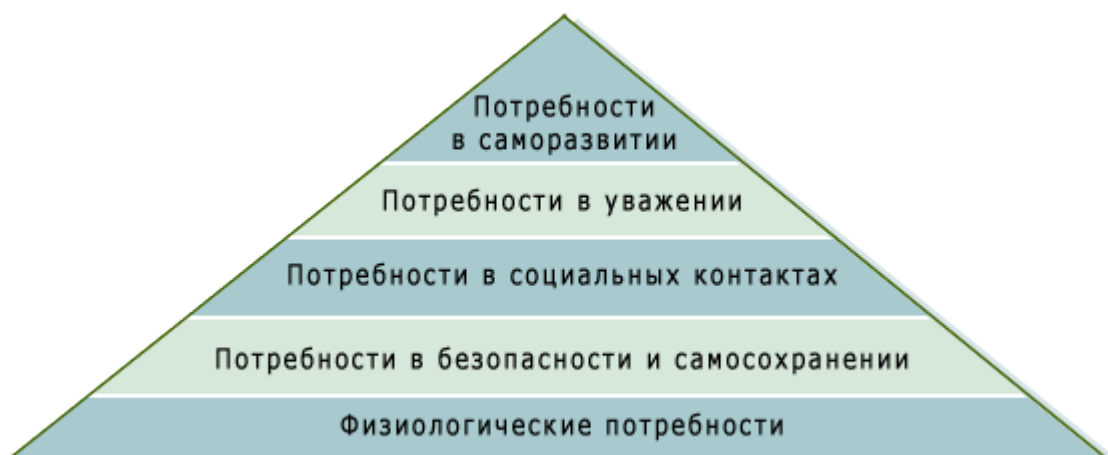 Потребности
в саморазвитии
Потребности в уважении
Потребности в социальных контактах
Потребности в безопасности и самосохранении
Физиологические потребности